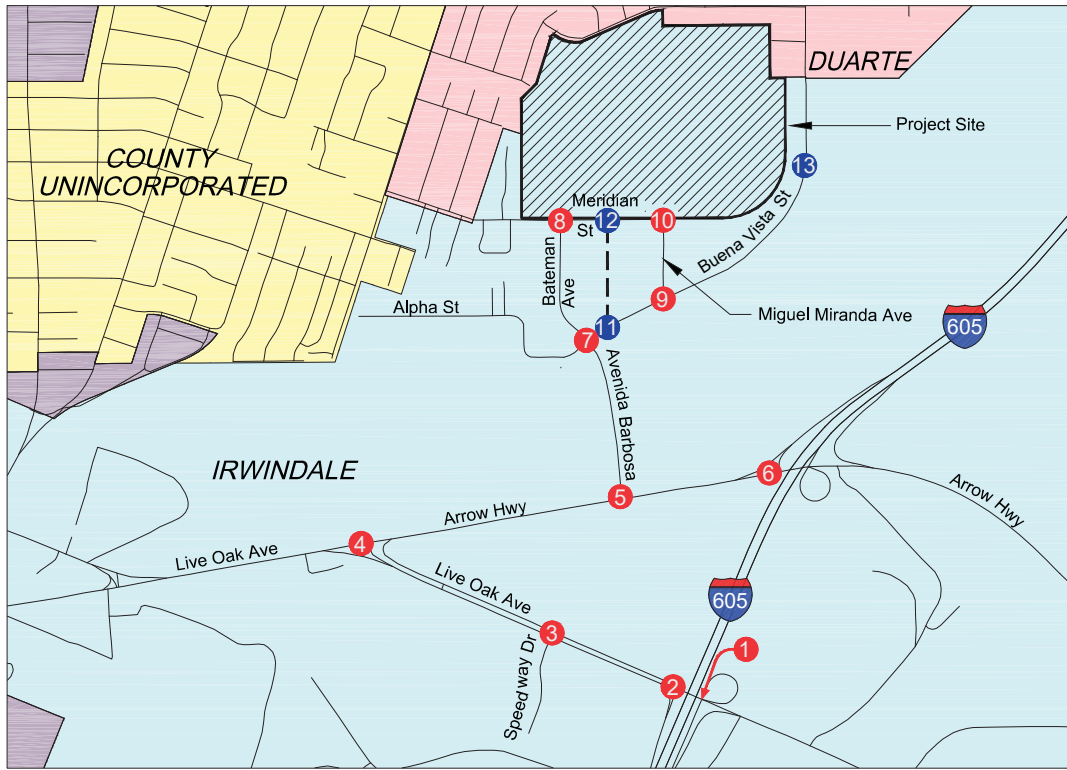 DUARTE
Project Site
COUNTY
UNINCORPORATED
13
Meridian
St
8
12
10
Buena Vista St
Bateman
Ave
9
Alpha St
Miguel Miranda Ave
11
605
7
Avenida Barbosa
IRWINDALE
6
5
Arrow Hwy
Arrow Hwy
4
Live Oak Ave
Live Oak Ave
605
3
1
Speedway Dr
2